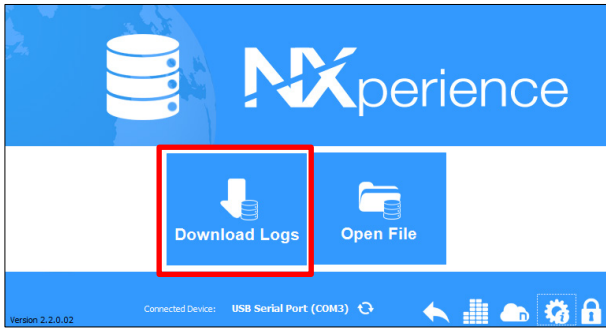 NXperience
Download Logs
Open File
Connected Device: USB Serial Port (COM3)
n
Version 2.2.0.02